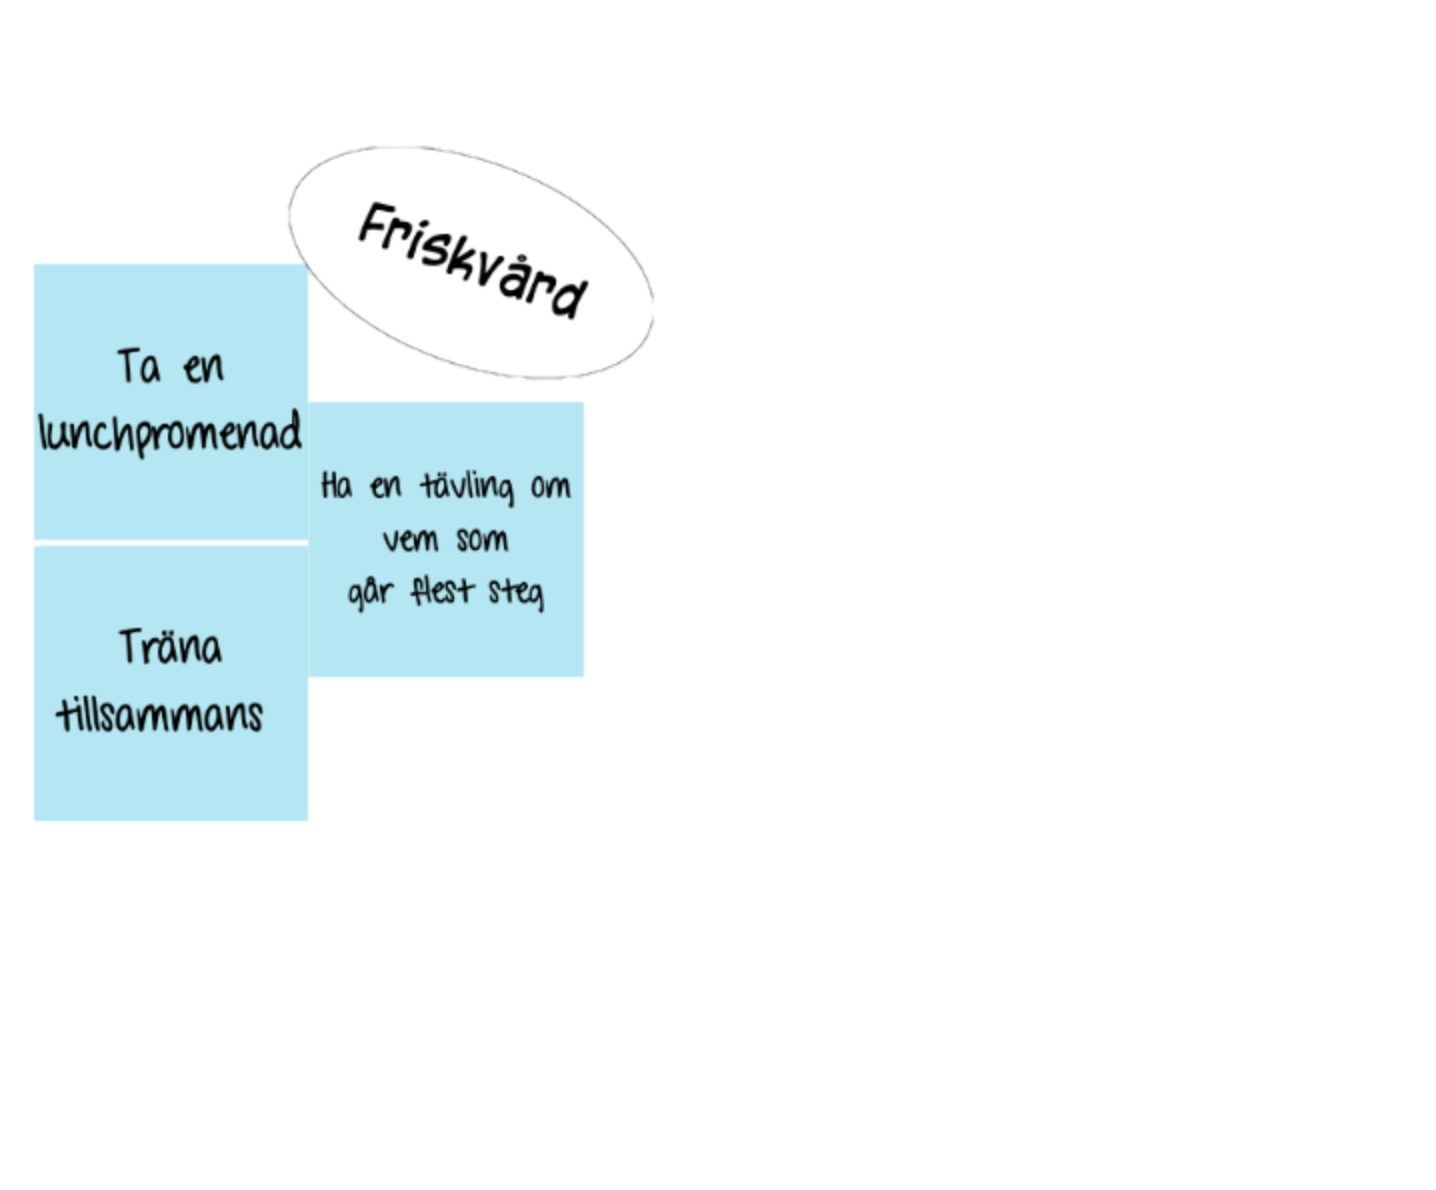 Friskvård
Ta en
lunchpromenad
Ha en tävling om
vem som
går flest steg
Träna
tillsammans